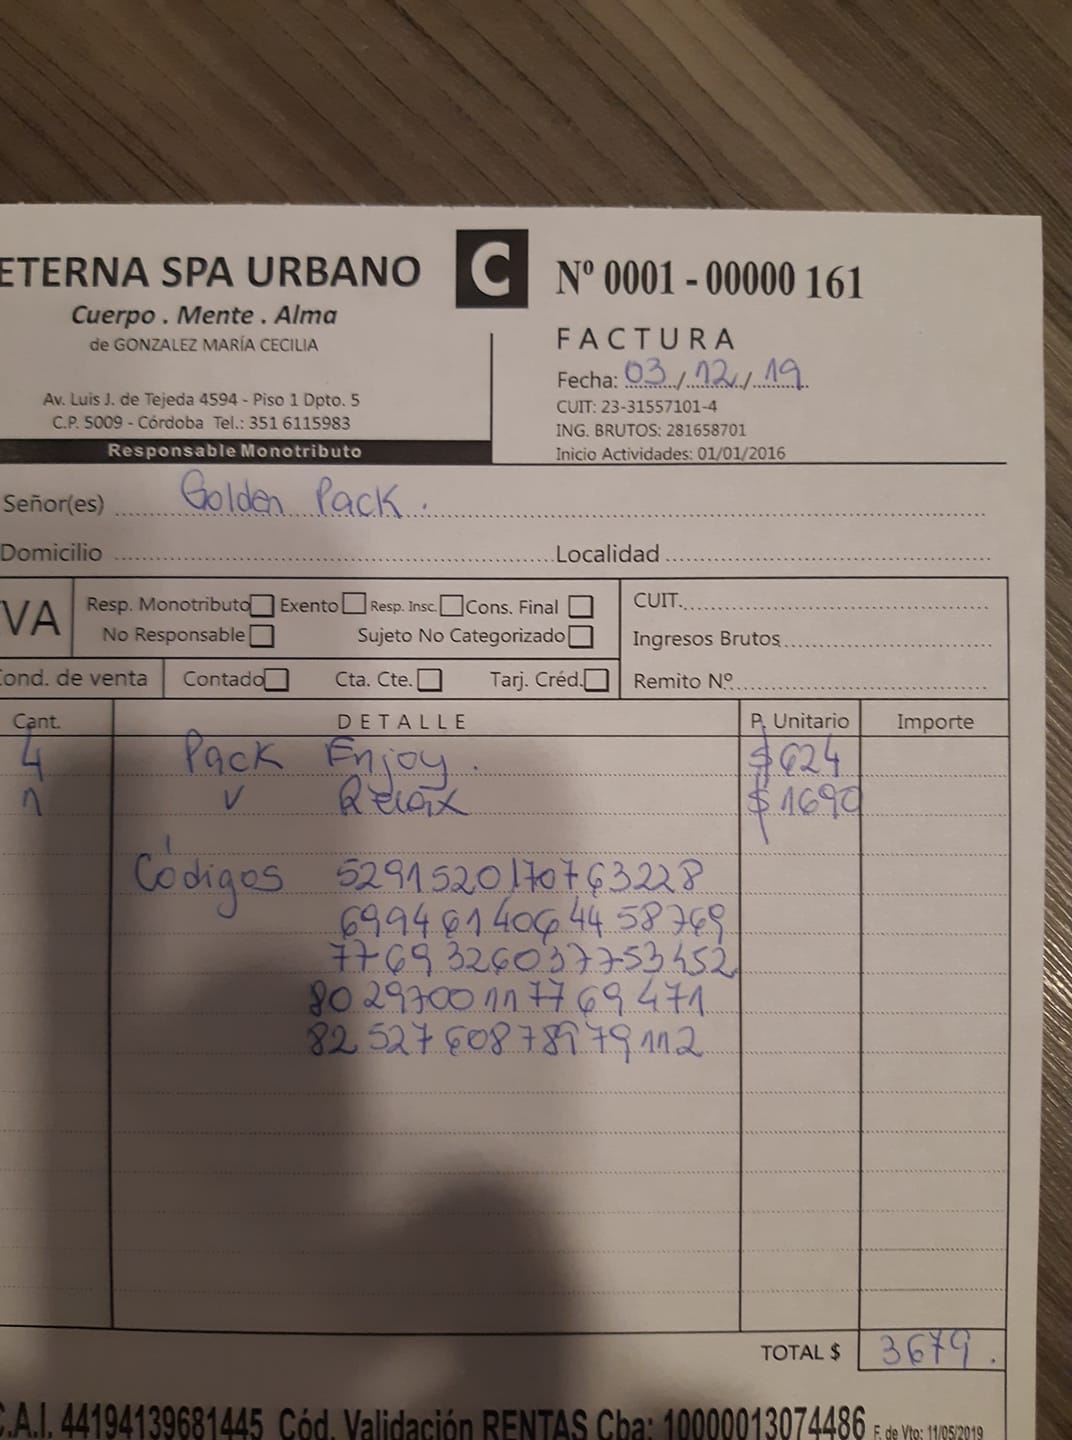 ETERNA SPA URBANO
C
Nº 0001 - 00000 161
Cuerpo . Mente . Alma
de GONZALEZ MARÍA CECILIA
FACTURA
Fecha: 03/12/19
Av. Luis J. de Tejeda 4594 - Piso 1 Dpto. 5
CUIT: 23-31557101-4
C.P. 5009 - Córdoba Tel.: 351 6115983
ING. BRUTOS: 281658701
Responsable Monotributo
Inicio Actividades: 01/01/2016
Señor(es) Golden Pack.
Domicilio Localidad
VA
Resp. Monotributo Exento Resp. Insc. Cons. Final
CUIT.
No Responsable Sujeto No Categorizado
Ingresos Brutos
ond. de venta Contado Cta. Cte. Tarj. Créd.
Remito Nº
Cant. DETALLE P. Unitario Importe
4 Pack Enjoy. $624
1 Relax $1690
Códigos 5291520170763228
6994614064458769
7769326037753452
8029700117769471
8252760878979112
TOTAL $ 3679.
C.A.I. 44194139681445 Cód. Validación RENTAS Cba: 10000013074486 F. de Vto: 11/05/2019